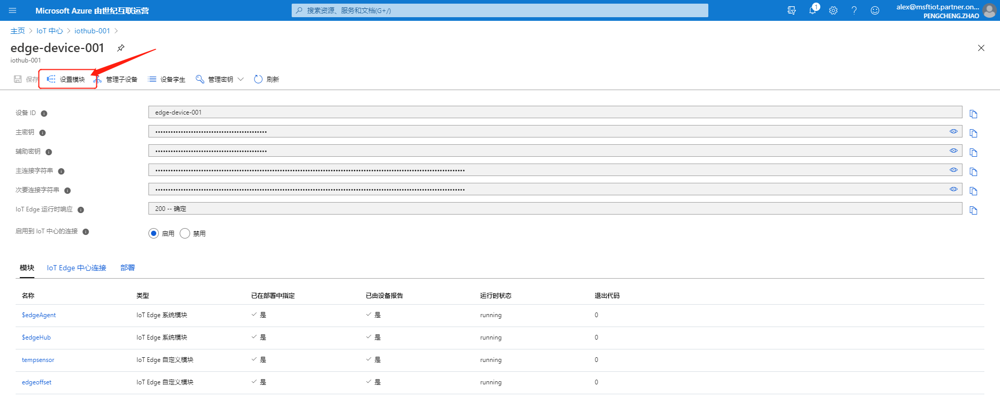 Microsoft Azure 由世纪互联运营
搜索资源、服务和文档(G+/)
1
alex@msftiot.partner.on...
PENGCHENG.ZHAO
主页 > IoT 中心 > iothub-001 >
edge-device-001
iothub-001
保存 设置模块 管理子设备 设备孪生 管理密钥 刷新
设备 ID edge-device-001
主密钥
辅助密钥
主连接字符串
次要连接字符串
IoT Edge 运行时响应 200 -- 确定
启用到 IoT 中心的连接 启用 禁用
模块 IoT Edge 中心连接 部署
名称 类型 已在部署中指定 已由设备报告 运行时状态 退出代码
$edgeAgent IoT Edge 系统模块 是 是 running 0
$edgeHub IoT Edge 系统模块 是 是 running 0
tempsensor IoT Edge 自定义模块 是 是 running 0
edgeoffset IoT Edge 自定义模块 是 是 running 0